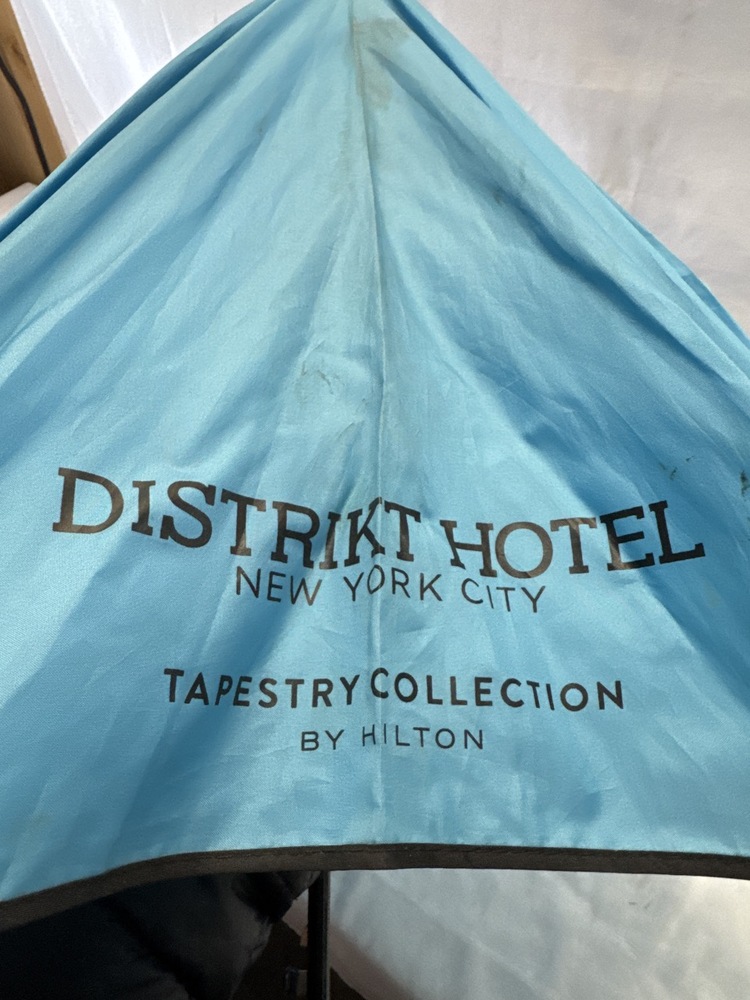 DISTRIKT HOTEL
NEW YORK CITY
TAPESTRY COLLECTION
BY HILTON